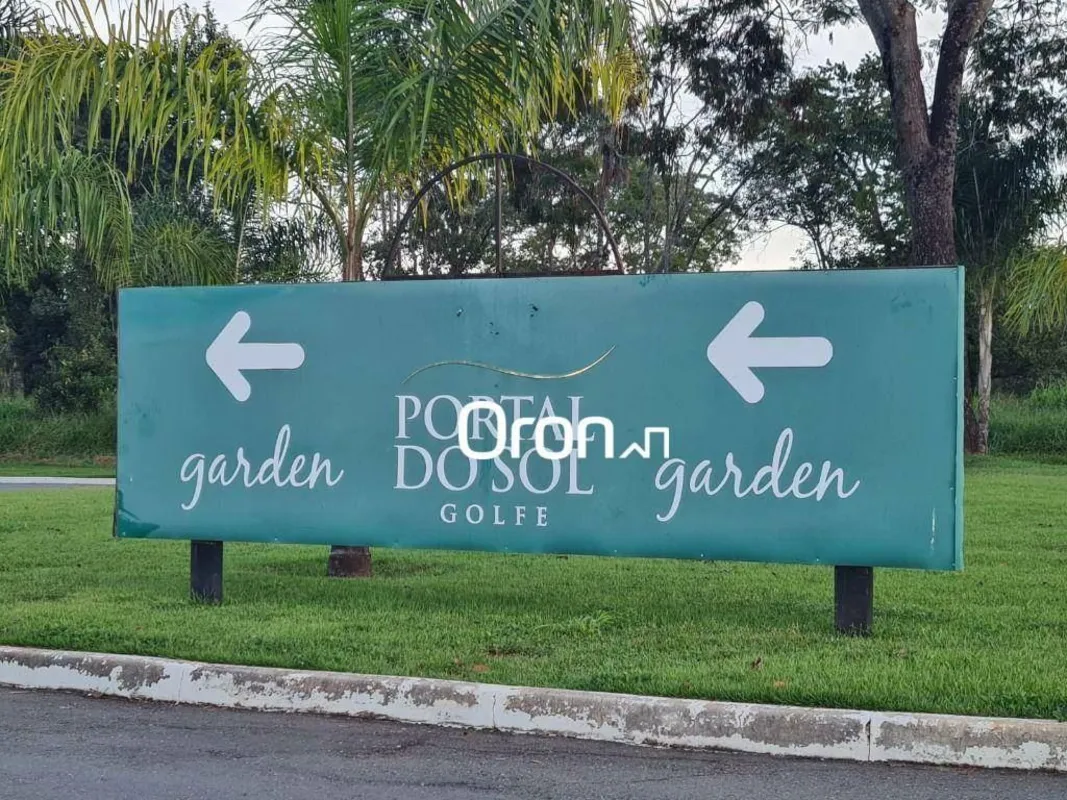 garden
PORTAL
DO SOL
GOLFE
garden
Oron